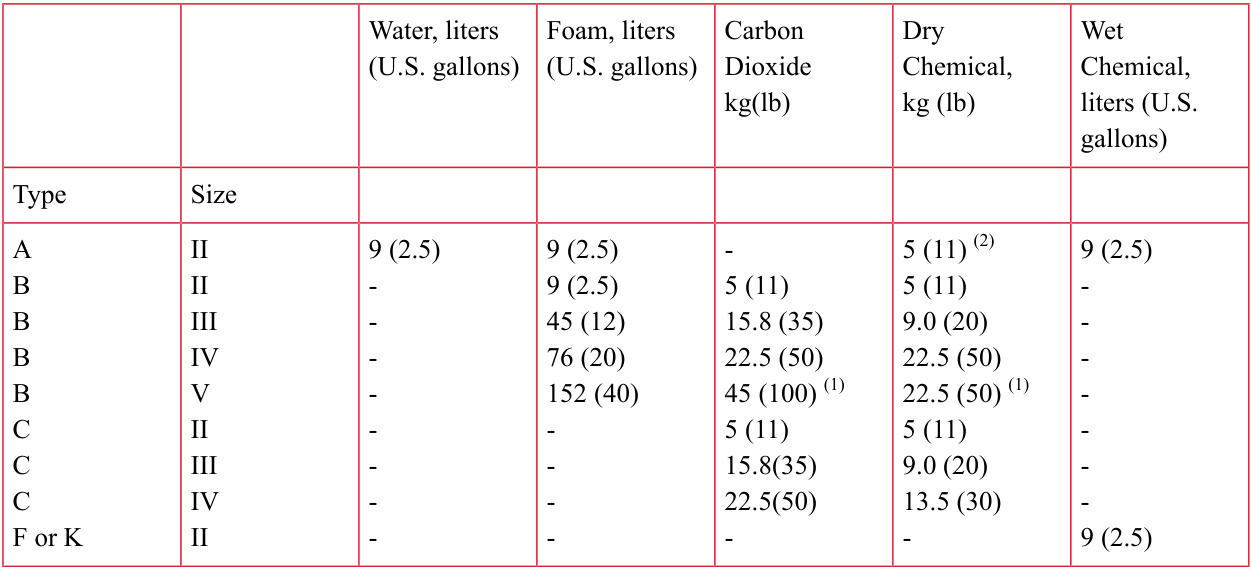 Water, liters (U.S. gallons) Foam, liters (U.S. gallons) Carbon Dioxide kg(lb) Dry Chemical, kg (lb) Wet Chemical, liters (U.S. gallons)
Type Size
A II 9 (2.5) 9 (2.5) - 5 (11) (2) 9 (2.5)
B II - 9 (2.5) 5 (11) 5 (11) -
B III - 45 (12) 15.8 (35) 9.0 (20) -
B IV - 76 (20) 22.5 (50) 22.5 (50) -
B V - 152 (40) 45 (100) (1) 22.5 (50) (1) -
C II - - 5 (11) 5 (11) -
C III - - 15.8(35) 9.0 (20) -
C IV - - 22.5(50) 13.5 (30) -
F or K II - - - - 9 (2.5)